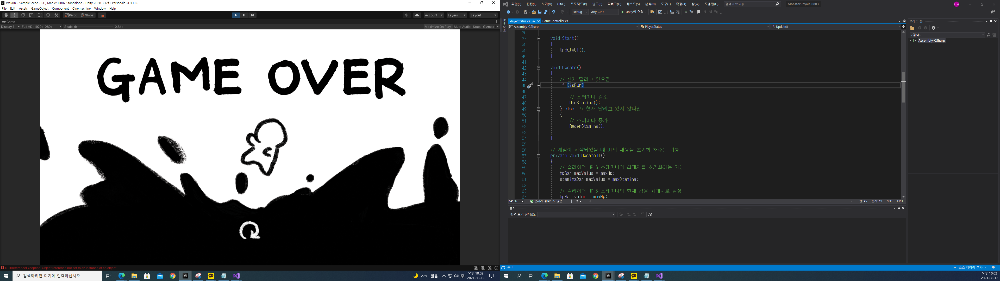 WeRun - SampleScene - PC, Mac & Linux Standalone - Unity 2020.3.12f1 Personal* <DX11>
File Edit Assets GameObject Component Cinemachine Window Help
Pivot Global Account Layers Layout
Game
Display 1 Full HD (1920x1080) Scale 0.84x Maximize On Play Mute Audio Stats Gizmos
GAME OVER
NullReferenceException: Object reference not set to an instance of an object
검색하려면 여기에 입력하십시오.
TALK
27°C 맑음
오후 10:02
2021-08-12
파일(F) 편집(E) 보기(V) Git(G) 프로젝트(P) 빌드(B) 디버그(D) 테스트(S) 분석(N) 도구(T) 확장(X) 창(W) 도움말(H) 검색 (Ctrl+Q) MonsterRoyale 0803
Debug Any CPU Unity에 연결
PlayerStatus.cs GameController.cs
Assembly-CSharp PlayerStatus Update()
36
37 void Start()
38 {
39 UpdateUI();
40 }
41
42 void Update()
43 {
44 // 현재 달리고 있으면
45 if (isRun)
46 {
47 // 스테미나 감소
48 UseStamina();
49 } else // 현재 달리고 있지 않다면
50 {
51 // 스테미나 증가
52 RegenStamina();
53 }
54 }
55
56 // 게임이 시작되었을 때 UI의 내용을 초기화 해주는 기능
57 private void UpdateUI()
58 {
59 // 슬라이더 HP & 스테미나의 최대치를 초기화하는 기능
60 hpBar.maxValue = maxHp;
61 staminaBar.maxValue = maxStamina;
62
63 // 슬라이더 HP & 스테미나의 현재 값을 최대치로 설정
64 hpBar.value = maxHp;
141 % 문제가 검색되지 않음 줄: 45 문자: 19 SPC CRLF
출력
출력 보기 선택(S):
클래스 뷰
<검색>
Assembly-CSharp
준비
소스 제어에 추가
TALK
오후 10:02
2021-08-12